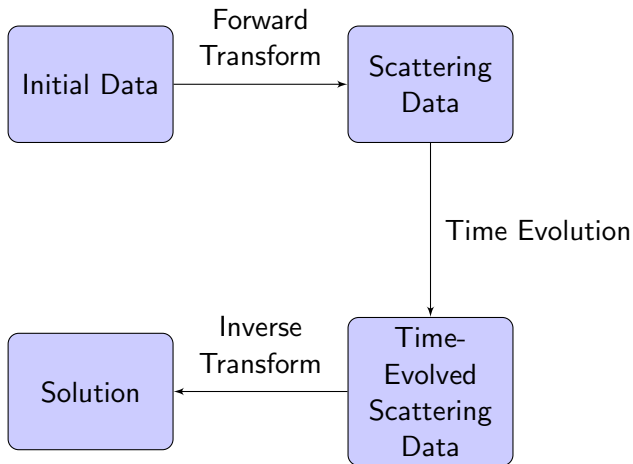 Initial Data
Forward
Transform
Scattering
Data
Time Evolution
Solution
Inverse
Transform
Time-
Evolved
Scattering
Data